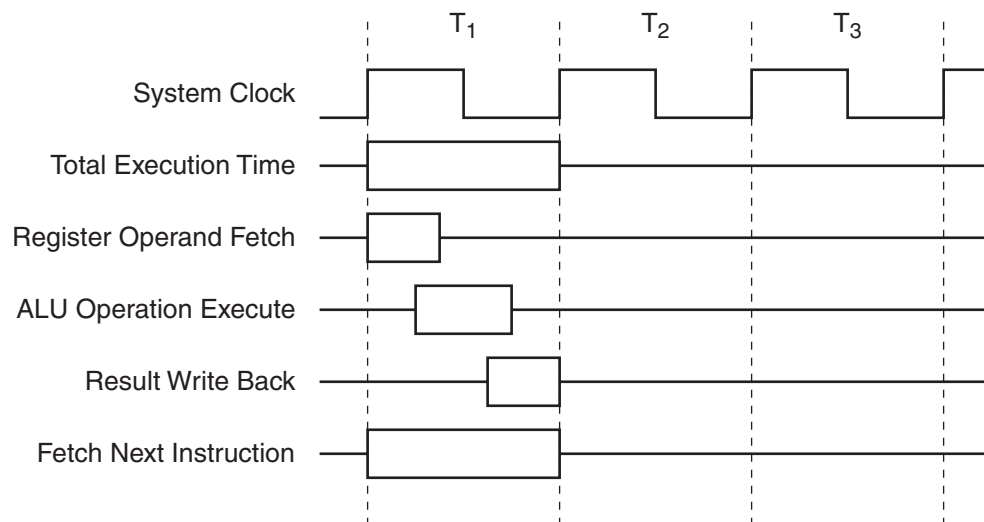 T₁ T₂ T₃
System Clock
Total Execution Time
Register Operand Fetch
ALU Operation Execute
Result Write Back
Fetch Next Instruction